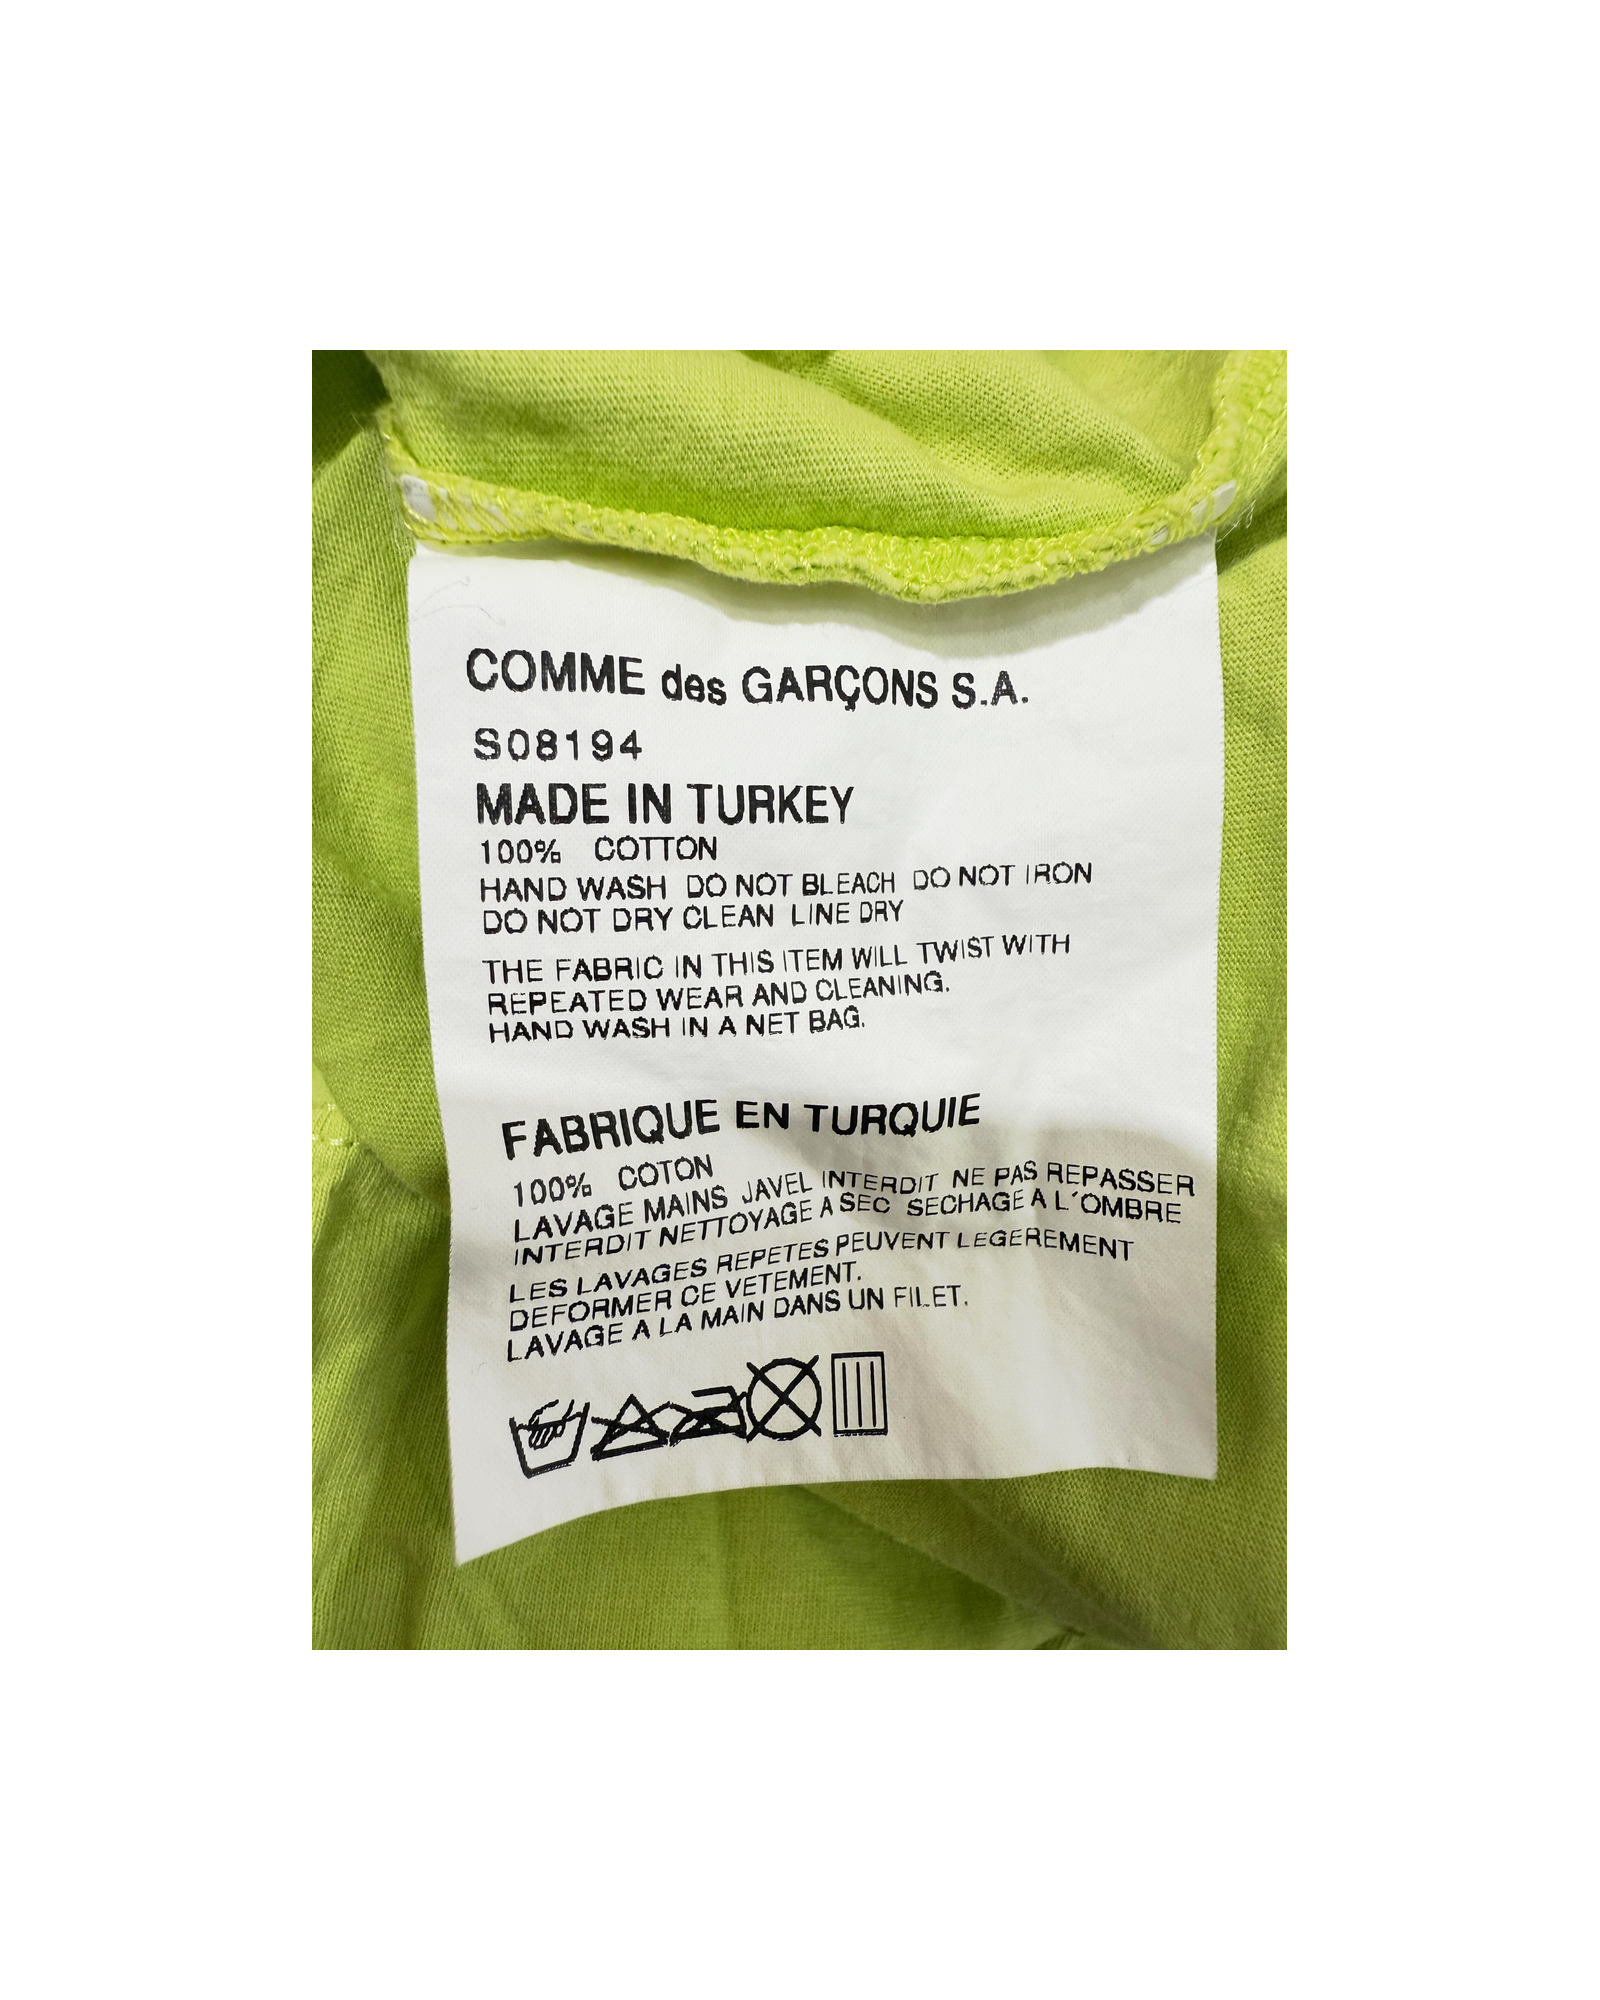 COMME des GARÇONS S.A.
S08194
MADE IN TURKEY
100% COTTON
HAND WASH DO NOT BLEACH DO NOT IRON
DO NOT DRY CLEAN LINE DRY
THE FABRIC IN THIS ITEM WILL TWIST WITH
REPEATED WEAR AND CLEANING.
HAND WASH IN A NET BAG.
FABRIQUE EN TURQUIE
100% COTON
LAVAGE MAINS JAVEL INTERDIT NE PAS REPASSER
INTERDIT NETTOYAGE A SEC SECHAGE A L´OMBRE
LES LAVAGES REPETES PEUVENT LEGEREMENT
DEFORMER CE VETEMENT.
LAVAGE A LA MAIN DANS UN FILET.